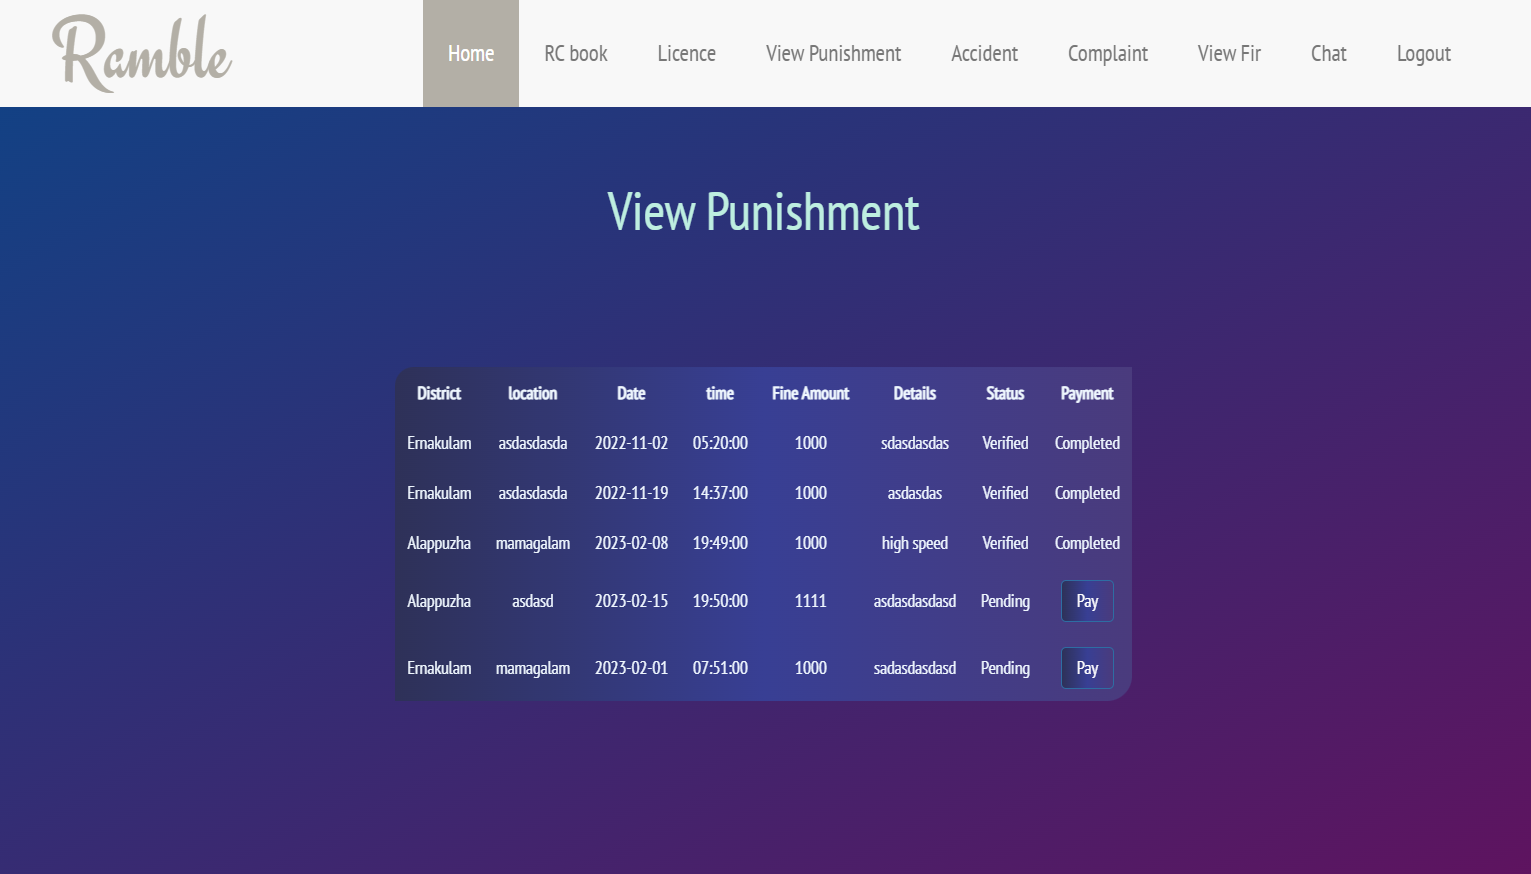 Ramble Home RC book Licence View Punishment Accident Complaint View Fir Chat Logout
View Punishment
District location Date time Fine Amount Details Status Payment
Ernakulam asdasdasda 2022-11-02 05:20:00 1000 sdasdasdas Verified Completed
Ernakulam asdasdasda 2022-11-19 14:37:00 1000 asdasdas Verified Completed
Alappuzha mamagalam 2023-02-08 19:49:00 1000 high speed Verified Completed
Alappuzha asdasd 2023-02-15 19:50:00 1111 asdasdasdasd Pending Pay
Ernakulam mamagalam 2023-02-01 07:51:00 1000 sadasdasdasd Pending Pay